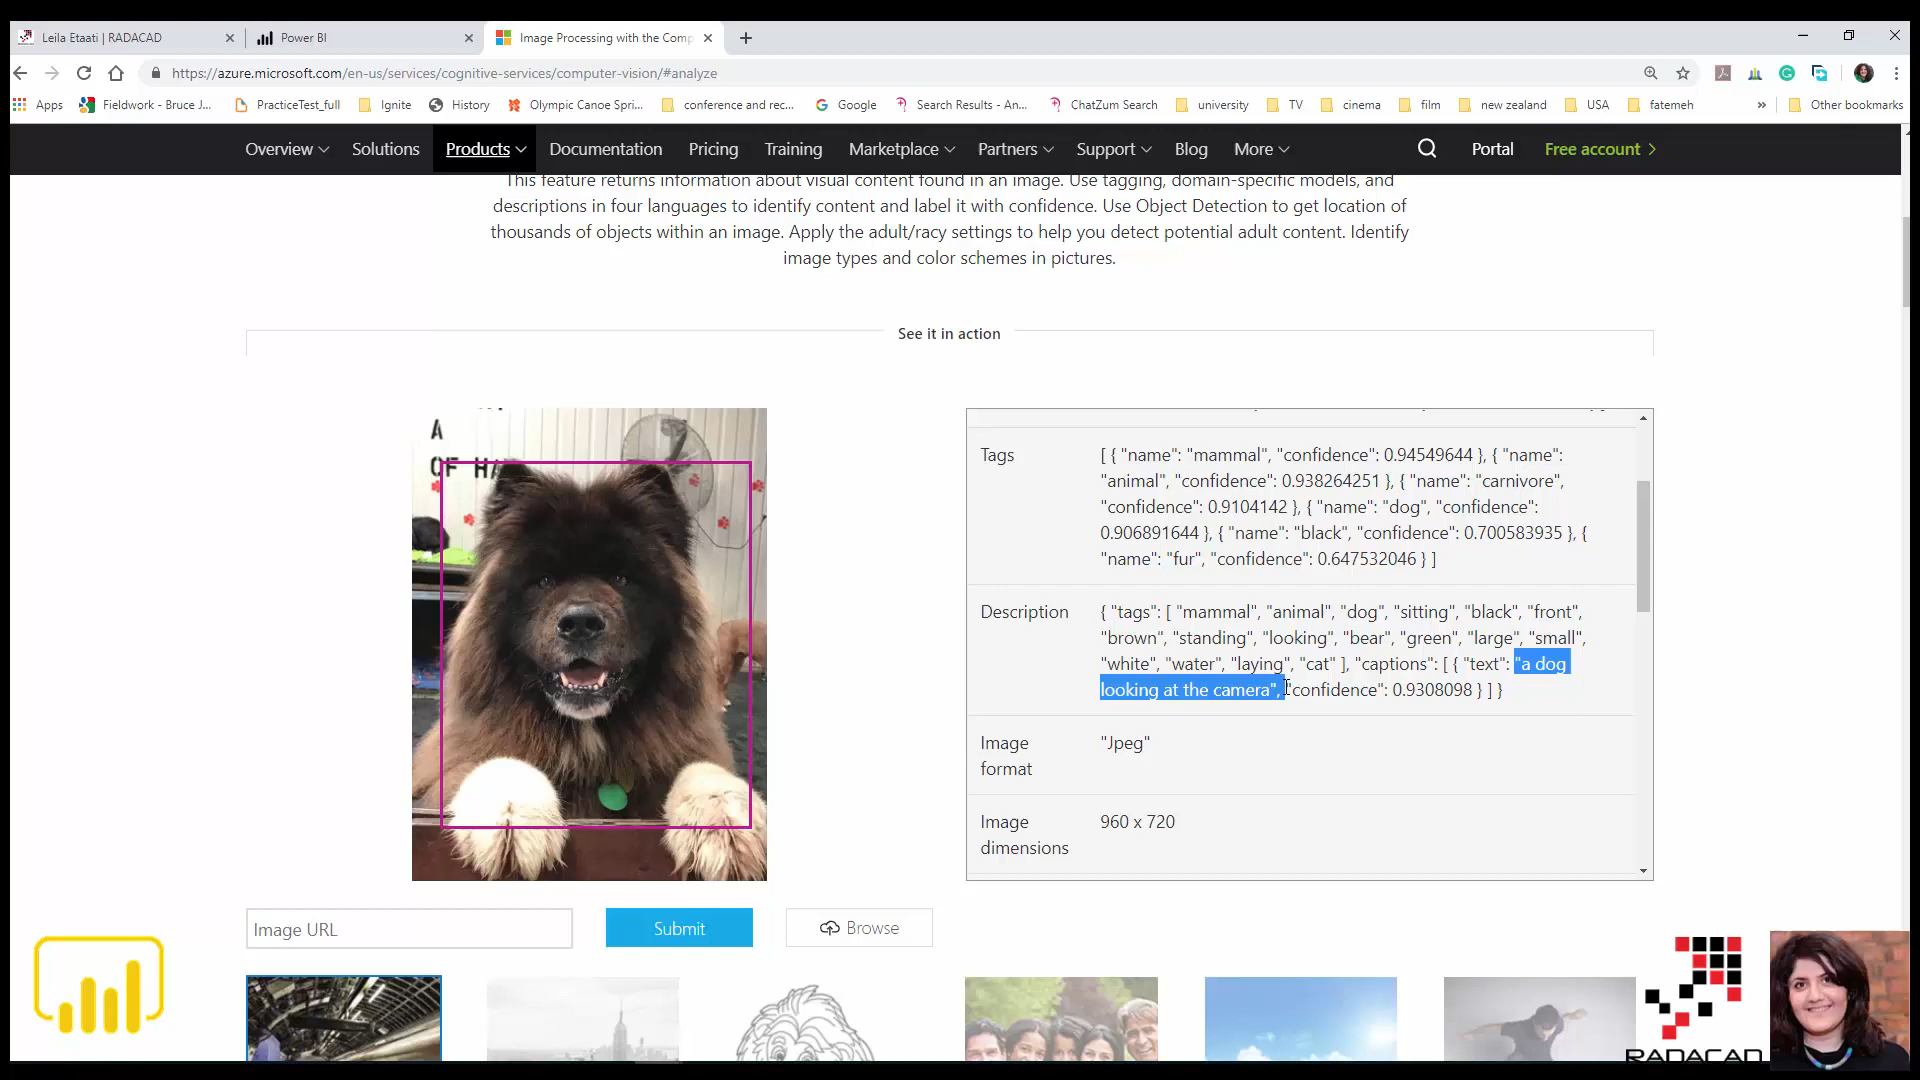 Leila Etaati | RADACAD
Power BI
Image Processing with the Comp
https://azure.microsoft.com/en-us/services/cognitive-services/computer-vision/#analyze
Apps
Fieldwork - Bruce J...
PracticeTest_full
Ignite
History
Olympic Canoe Spri...
conference and rec...
Google
Search Results - An...
ChatZum Search
university
TV
cinema
film
new zealand
USA
fatemeh
»
Other bookmarks
Overview
Solutions
Products
Documentation
Pricing
Training
Marketplace
Partners
Support
Blog
More
Portal
Free account
This feature returns information about visual content found in an image. Use tagging, domain-specific models, and
descriptions in four languages to identify content and label it with confidence. Use Object Detection to get location of
thousands of objects within an image. Apply the adult/racy settings to help you detect potential adult content. Identify
image types and color schemes in pictures.
See it in action
A
OF HA
Tags
[ { "name": "mammal", "confidence": 0.94549644 }, { "name":
"animal", "confidence": 0.938264251 }, { "name": "carnivore",
"confidence": 0.9104142 }, { "name": "dog", "confidence":
0.906891644 }, { "name": "black", "confidence": 0.700583935 }, {
"name": "fur", "confidence": 0.647532046 } ]
Description
{ "tags": [ "mammal", "animal", "dog", "sitting", "black", "front",
"brown", "standing", "looking", "bear", "green", "large", "small",
"white", "water", "laying", "cat" ], "captions": [ { "text": "a dog
looking at the camera", "confidence": 0.9308098 } ] }
Image
format
"Jpeg"
Image
dimensions
960 x 720
Image URL
Submit
Browse
RADACAD